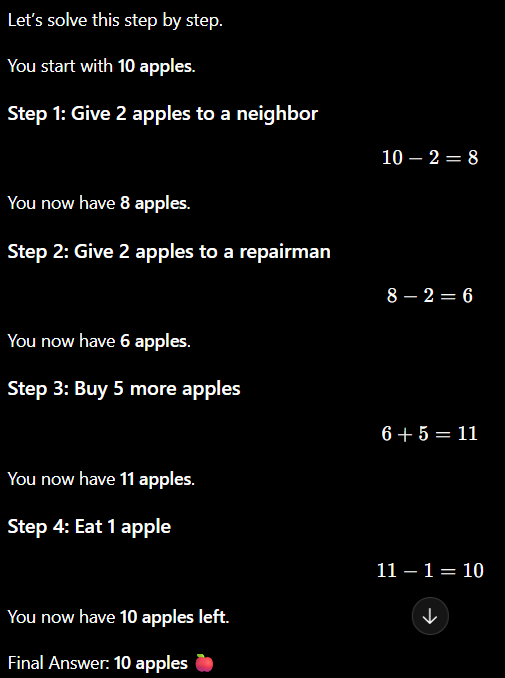 Let’s solve this step by step.
You start with 10 apples.
Step 1: Give 2 apples to a neighbor
10 − 2 = 8
You now have 8 apples.
Step 2: Give 2 apples to a repairman
8 − 2 = 6
You now have 6 apples.
Step 3: Buy 5 more apples
6 + 5 = 11
You now have 11 apples.
Step 4: Eat 1 apple
11 − 1 = 10
You now have 10 apples left.
Final Answer: 10 apples 🍎